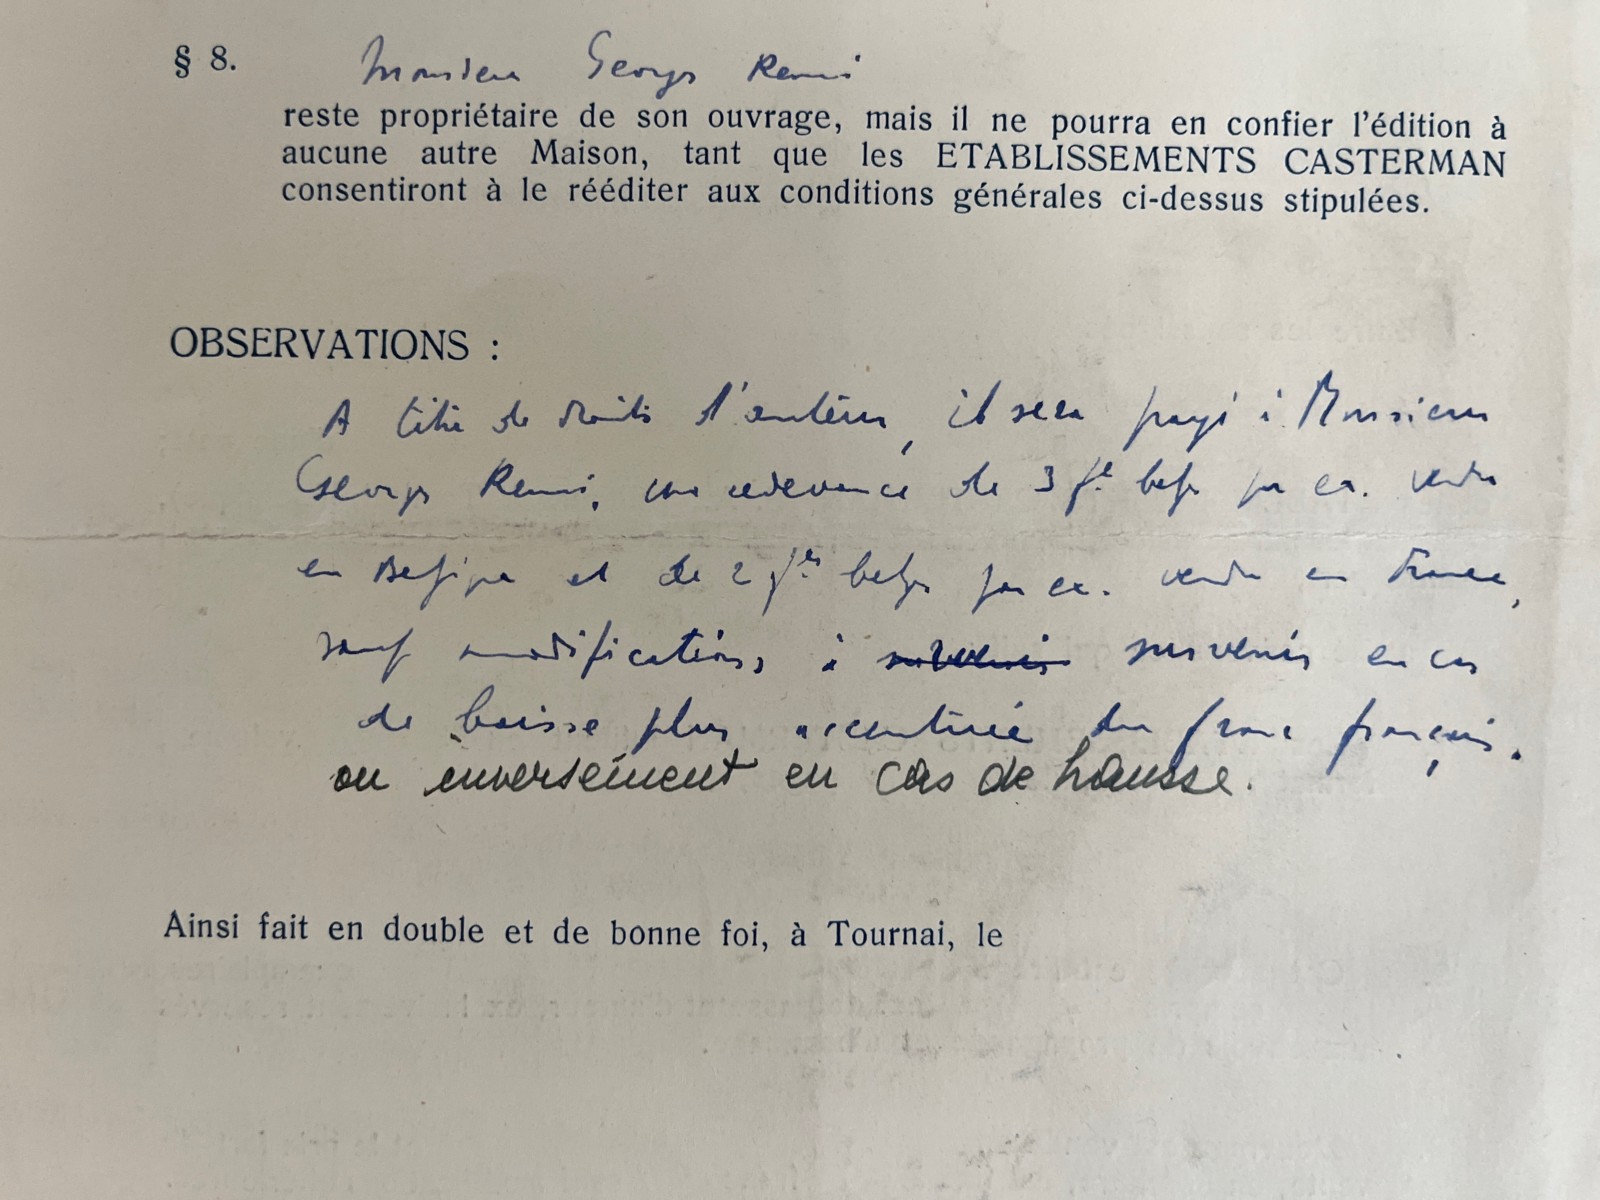 § 8. Monsieur Georges Remi
reste propriétaire de son ouvrage, mais il ne pourra en confier l'édition à
aucune autre Maison, tant que les ETABLISSEMENTS CASTERMAN
consentiront à le rééditer aux conditions générales ci-dessus stipulées.
OBSERVATIONS :
A titre de droits d'auteur, il sera payé à Monsieur
Georges Remi, une redevance de 3 frs belges par ex. vendu
en Belgique et de 2 frs belges par ex. vendu en France,
sauf modifications à survenir en cas
de baisse plus accentuée du franc français.
ou inversément en cas de hausse.
Ainsi fait en double et de bonne foi, à Tournai, le